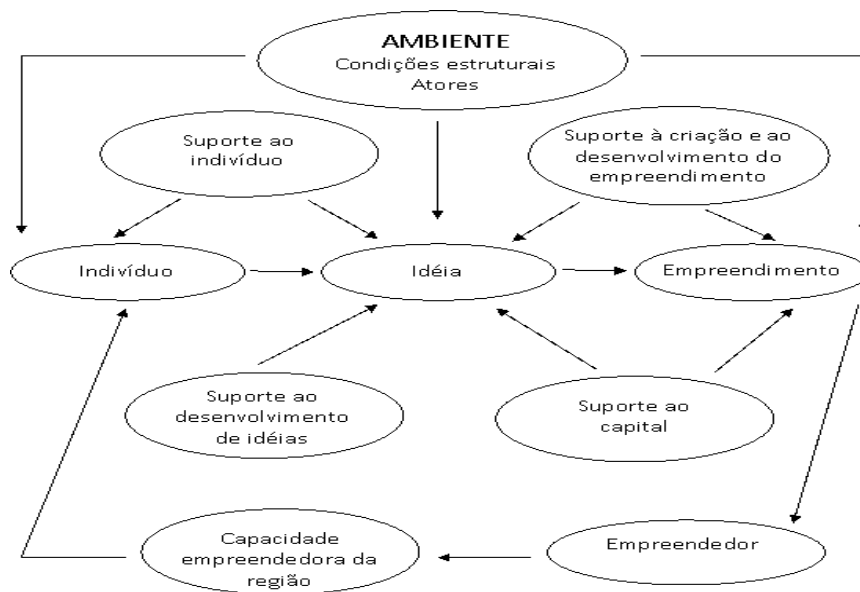 AMBIENTE
Condições estruturais
Atores
Suporte ao
indivíduo
Suporte à criação e ao
desenvolvimento do
empreendimento
Indivíduo
Idéia
Empreendimento
Suporte ao
desenvolvimento
de idéias
Suporte ao
capital
Capacidade
empreendedora da
região
Empreendedor